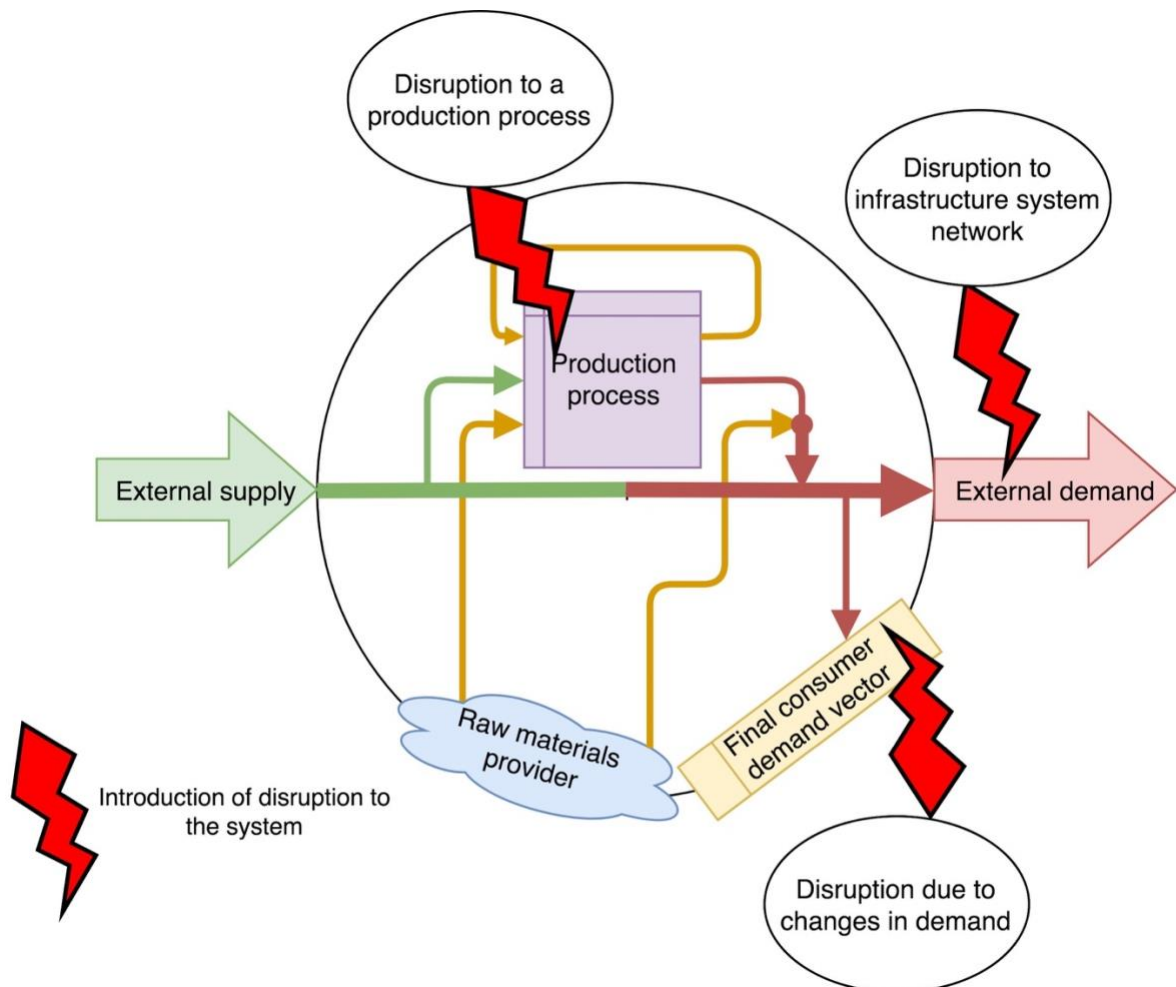 Disruption to a
production process
Disruption to
infrastructure system
network
Production
process
External supply
External demand
Raw materials
provider
Final consumer
demand vector
Introduction of disruption to
the system
Disruption due to
changes in demand